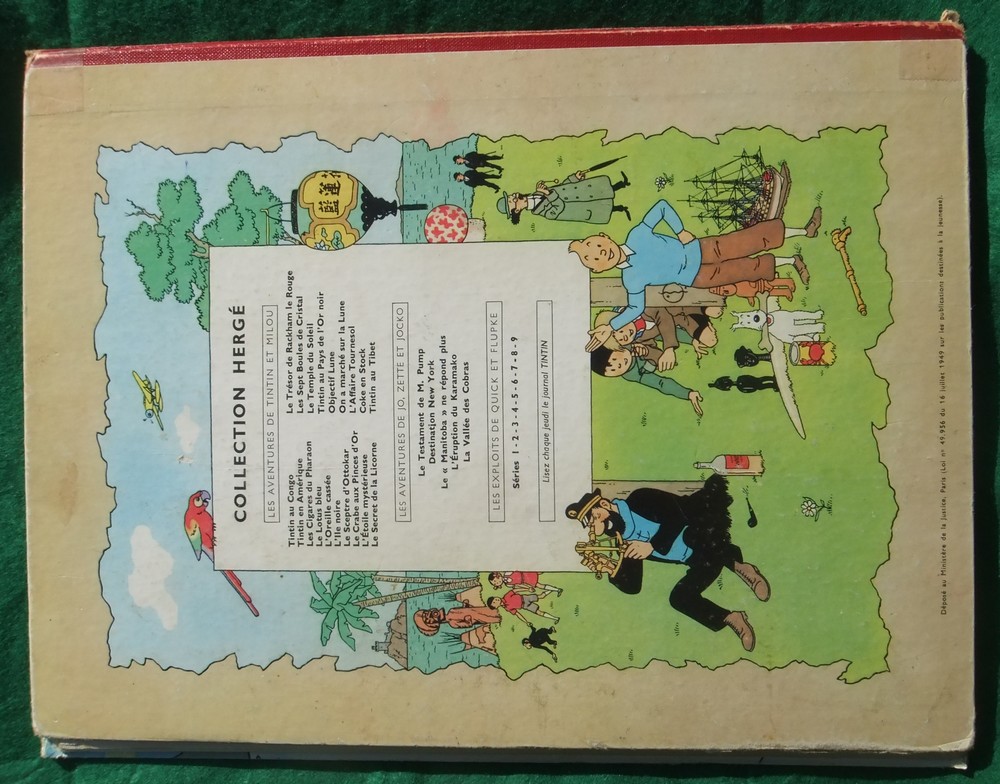 COLLECTION HERGÉ
LES AVENTURES DE TINTIN ET MILOU
Tintin au Congo
Tintin en Amérique
Les Cigares du Pharaon
Le Lotus bleu
L'Oreille cassée
L'Ile noire
Le Sceptre d'Ottokar
Le Crabe aux Pinces d'Or
L'Étoile mystérieuse
Le Secret de la Licorne
Le Trésor de Rackham le Rouge
Les Sept Boules de Cristal
Le Temple du Soleil
Tintin au Pays de l'Or noir
Objectif Lune
On a marché sur la Lune
L'Affaire Tournesol
Coke en Stock
Tintin au Tibet
LES AVENTURES DE JO, ZETTE ET JOCKO
Le Testament de M. Pump
Destination New York
Le « Manitoba » ne répond plus
L'Éruption du Karamako
La Vallée des Cobras
LES EXPLOITS DE QUICK ET FLUPKE
Séries 1 - 2 - 3 - 4 - 5 - 6 - 7 - 8 - 9
Lisez chaque jeudi le journal TINTIN
Déposé au Ministère de la Justice, Paris (Loi no 49.956 du 16 juillet 1949 sur les publications destinées à la jeunesse).